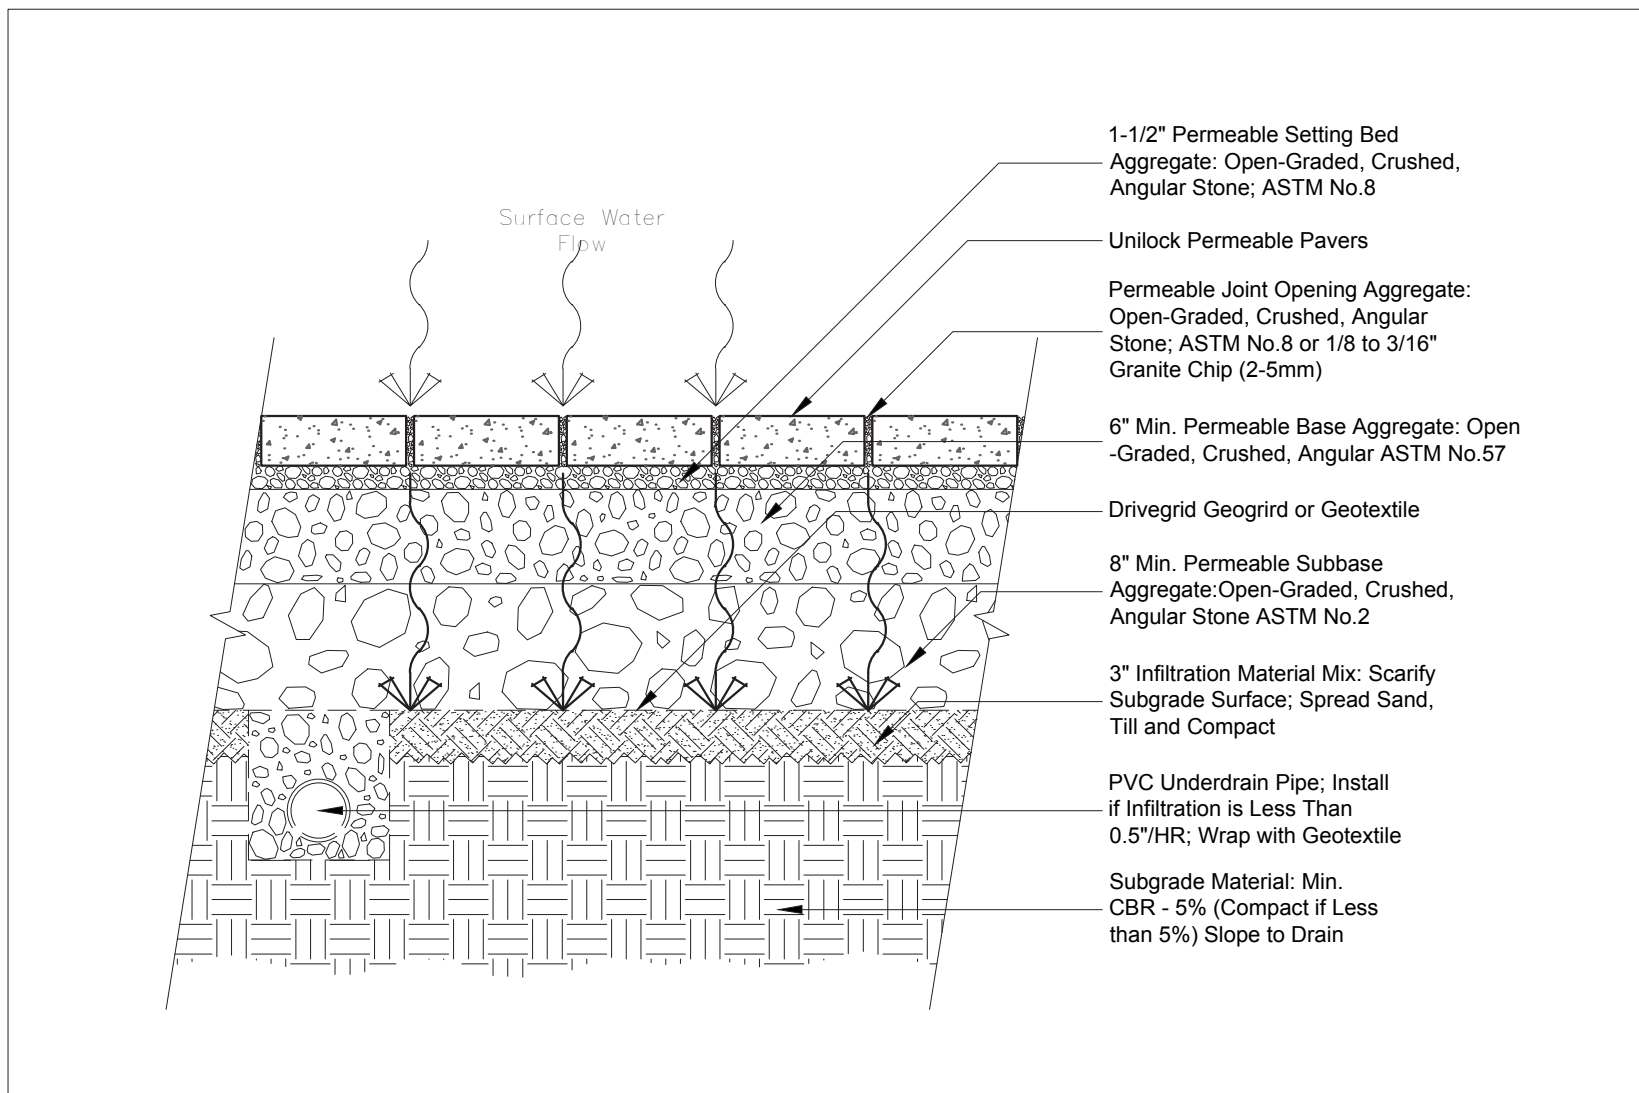 Surface Water
Flow
1-1/2" Permeable Setting Bed
Aggregate: Open-Graded, Crushed,
Angular Stone; ASTM No.8
Unilock Permeable Pavers
Permeable Joint Opening Aggregate:
Open-Graded, Crushed, Angular
Stone; ASTM No.8 or 1/8 to 3/16"
Granite Chip (2-5mm)
6" Min. Permeable Base Aggregate: Open
-Graded, Crushed, Angular ASTM No.57
Drivegrid Geogrird or Geotextile
8" Min. Permeable Subbase
Aggregate:Open-Graded, Crushed,
Angular Stone ASTM No.2
3" Infiltration Material Mix: Scarify
Subgrade Surface; Spread Sand,
Till and Compact
PVC Underdrain Pipe; Install
if Infiltration is Less Than
0.5"/HR; Wrap with Geotextile
Subgrade Material: Min.
CBR - 5% (Compact if Less
than 5%) Slope to Drain